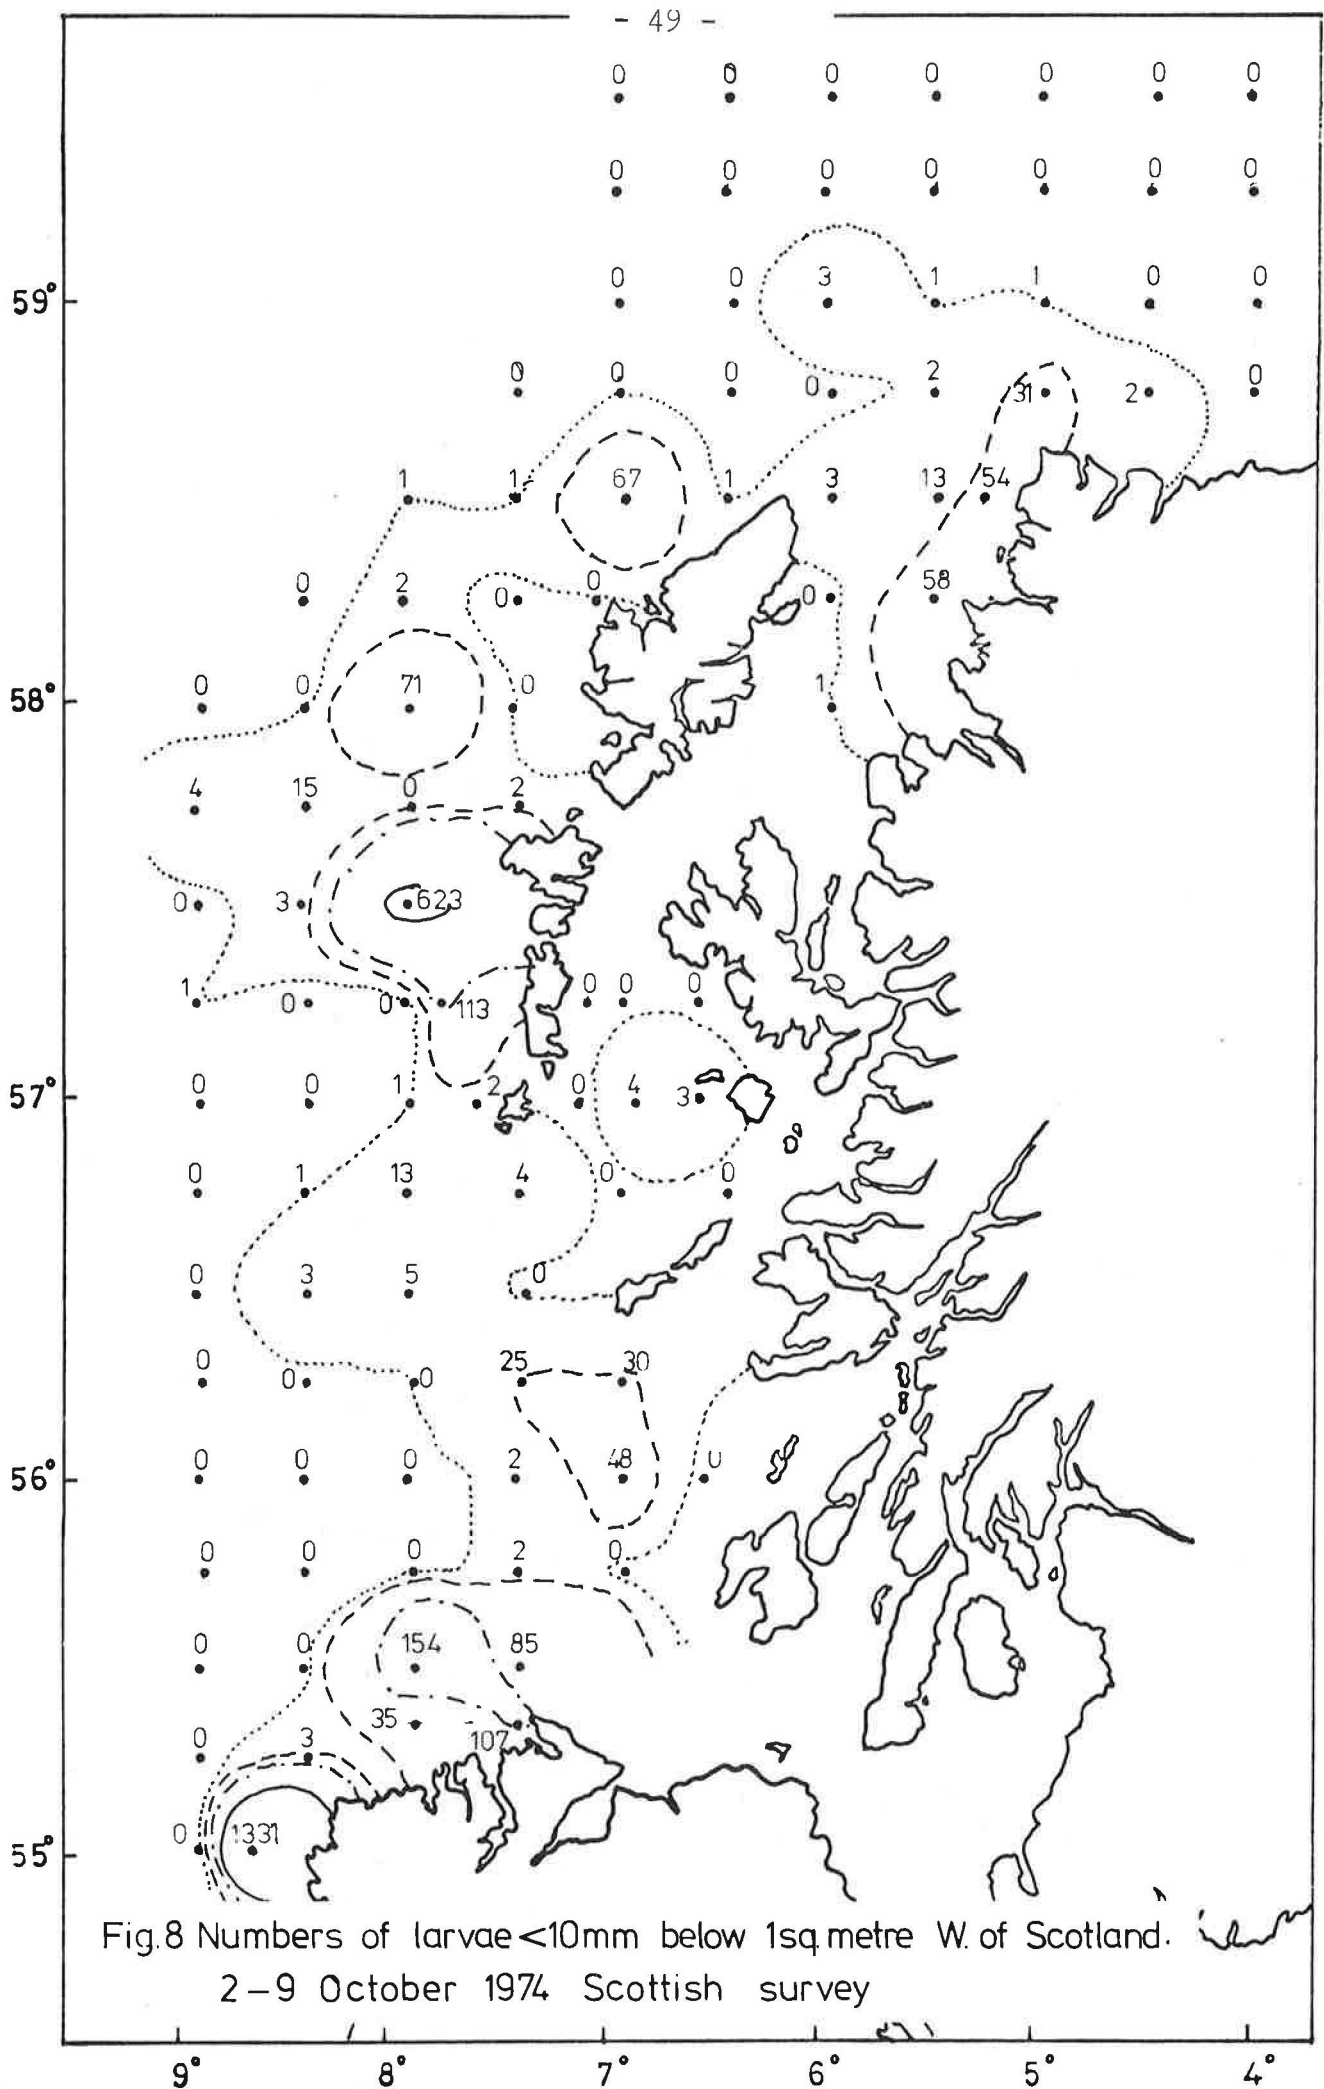 - 49 -
0 0 0 0 0 0 0
0 0 0 0 0 0 0
59° 0 0 3 1 1 0 0
0 0 0 0 2 31 2 0
1 1 67 1 3 13 54
0 2 0 0 0 58
58° 0 0 71 0 1
4 15 0 2
0 3 623
1 0 0 113 0 0 0
57° 0 0 1 2 0 4 3
0 1 13 4 0 0
0 3 5 0
0 0 0 25 30
56° 0 0 0 2 48 0
0 0 0 2 0
0 0 154 85
0 3 35 107
55° 0 1331
Fig.8 Numbers of larvae <10mm below 1sq.metre W. of Scotland.
2-9 October 1974 Scottish survey
9° 8° 7° 6° 5° 4°